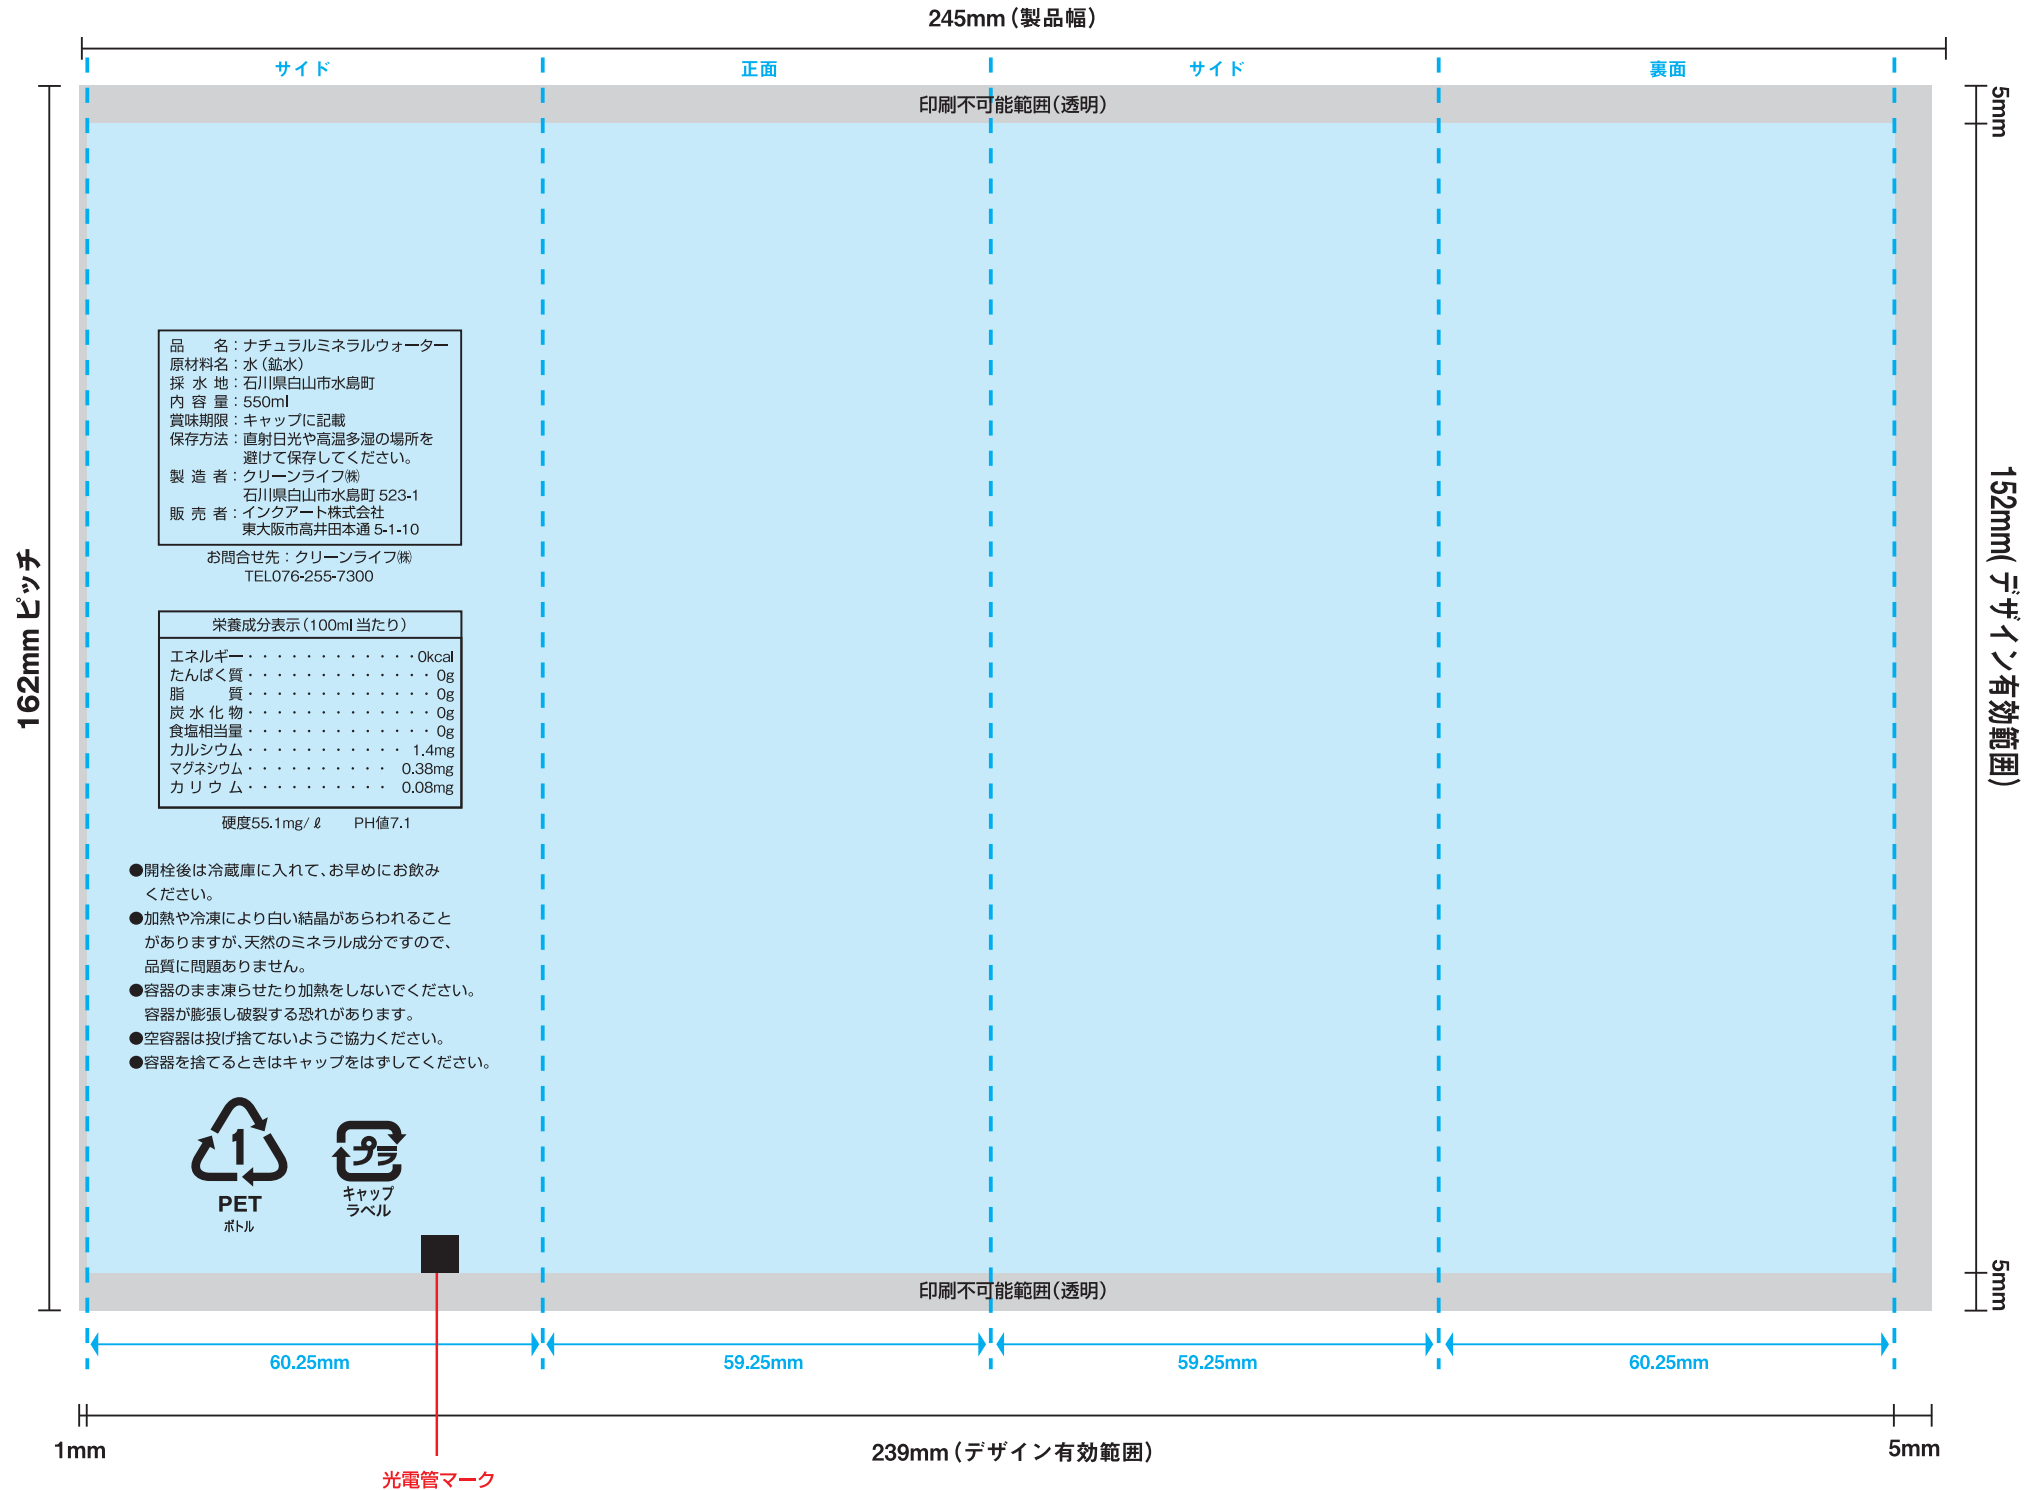 245mm（製品幅）
サイド
正面
サイド
裏面
印刷不可能範囲（透明）
5mm
162mm ピッチ
152mm（デザイン有効範囲）
品名：ナチュラルミネラルウォーター
原材料名：水（鉱水）
採水地：石川県白山市水島町
内容量：550ml
賞味期限：キャップに記載
保存方法：直射日光や高温多湿の場所を
避けて保存してください。
製造者：クリーンライフ㈱
石川県白山市水島町 523-1
販売者：インクアート株式会社
東大阪市高井田本通 5-1-10
お問合せ先：クリーンライフ㈱
TEL076-255-7300
栄養成分表示（100ml 当たり）
エネルギー・・・・・・・・・・・・0kcal
たんぱく質・・・・・・・・・・・・・0g
脂質・・・・・・・・・・・・・0g
炭水化物・・・・・・・・・・・・・0g
食塩相当量・・・・・・・・・・・・・0g
カルシウム・・・・・・・・・・・1.4mg
マグネシウム・・・・・・・・・・0.38mg
カリウム・・・・・・・・・・0.08mg
硬度55.1mg/ℓ　PH値7.1
●開栓後は冷蔵庫に入れて、お早めにお飲み
ください。
●加熱や冷凍により白い結晶があらわれること
がありますが、天然のミネラル成分ですので、
品質に問題ありません。
●容器のまま凍らせたり加熱をしないでください。
容器が膨張し破裂する恐れがあります。
●空容器は投げ捨てないようご協力ください。
●容器を捨てるときはキャップをはずしてください。
1
PET
ボトル
プラ
キャップ
ラベル
印刷不可能範囲（透明）
5mm
60.25mm
59.25mm
59.25mm
60.25mm
1mm
239mm（デザイン有効範囲）
5mm
光電管マーク